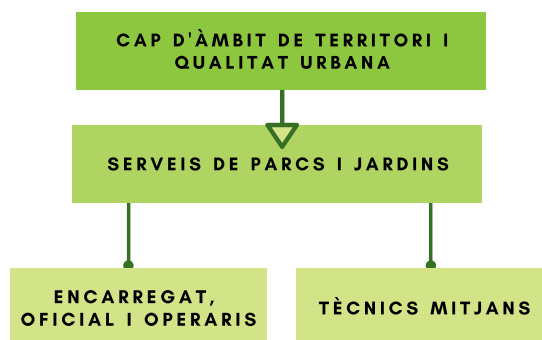 CAP D'ÀMBIT DE TERRITORI I
QUALITAT URBANA
SERVEIS DE PARCS I JARDINS
ENCARREGAT,
OFICIAL I OPERARIS
TÈCNICS MITJANS